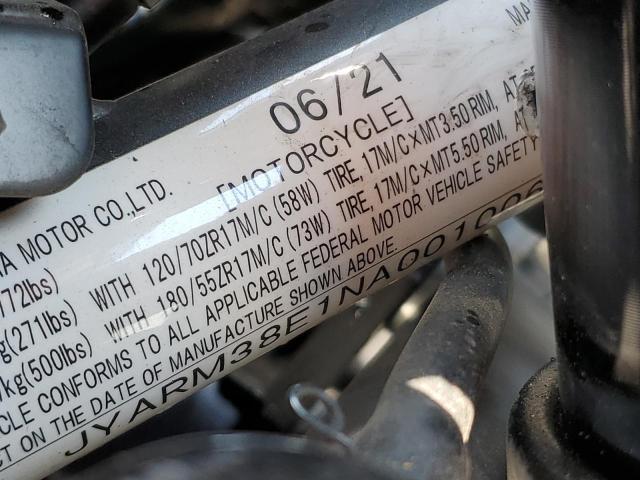 MA
06/21
[MOTORCYCLE]
MOTOR CO.,LTD.
72lbs) WITH 120/70ZR17M/C (58W) TIRE, 17M/C×MT3.50 RIM, AT
(271lbs) WITH 180/55ZR17M/C (73W) TIRE, 17M/C×MT5.50 RIM, AT
kg(500lbs)
CLE CONFORMS TO ALL APPLICABLE FEDERAL MOTOR VEHICLE SAFETY
CT ON THE DATE OF MANUFACTURE SHOWN ABOVE.
JYARM38E1NA001006